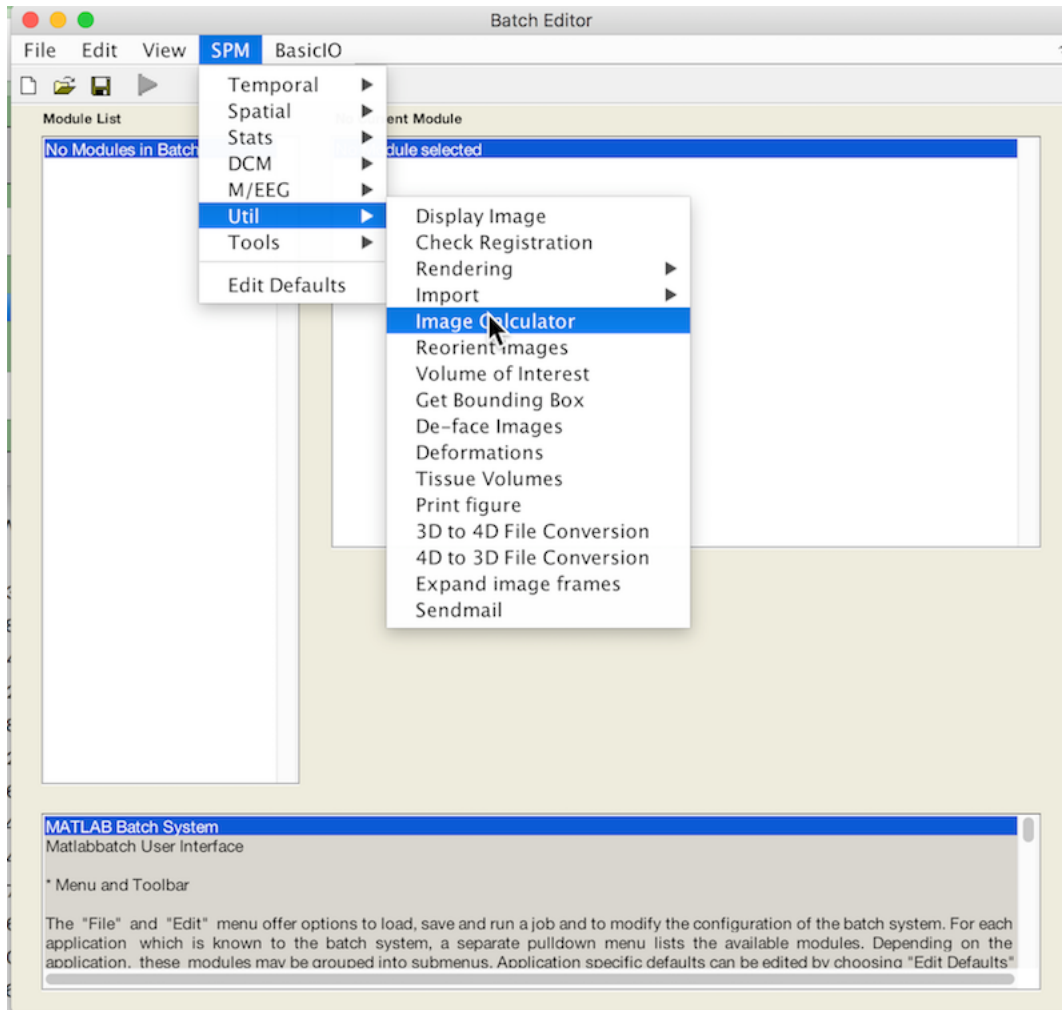 Batch Editor
File Edit View SPM BasicIO
Temporal
Spatial
Stats
DCM
M/EEG
Util
Tools
Edit Defaults
Module List
No Modules in Batch
Module
selected
Display Image
Check Registration
Rendering
Import
Image Calculator
Reorient Images
Volume of Interest
Get Bounding Box
De-face Images
Deformations
Tissue Volumes
Print figure
3D to 4D File Conversion
4D to 3D File Conversion
Expand image frames
Sendmail
MATLAB Batch System
Matlabbatch User Interface
* Menu and Toolbar
The "File" and "Edit" menu offer options to load, save and run a job and to modify the configuration of the batch system. For each
application which is known to the batch system, a separate pulldown menu lists the available modules. Depending on the
application, these modules may be grouped into submenus. Application specific defaults can be edited by choosing "Edit Defaults"